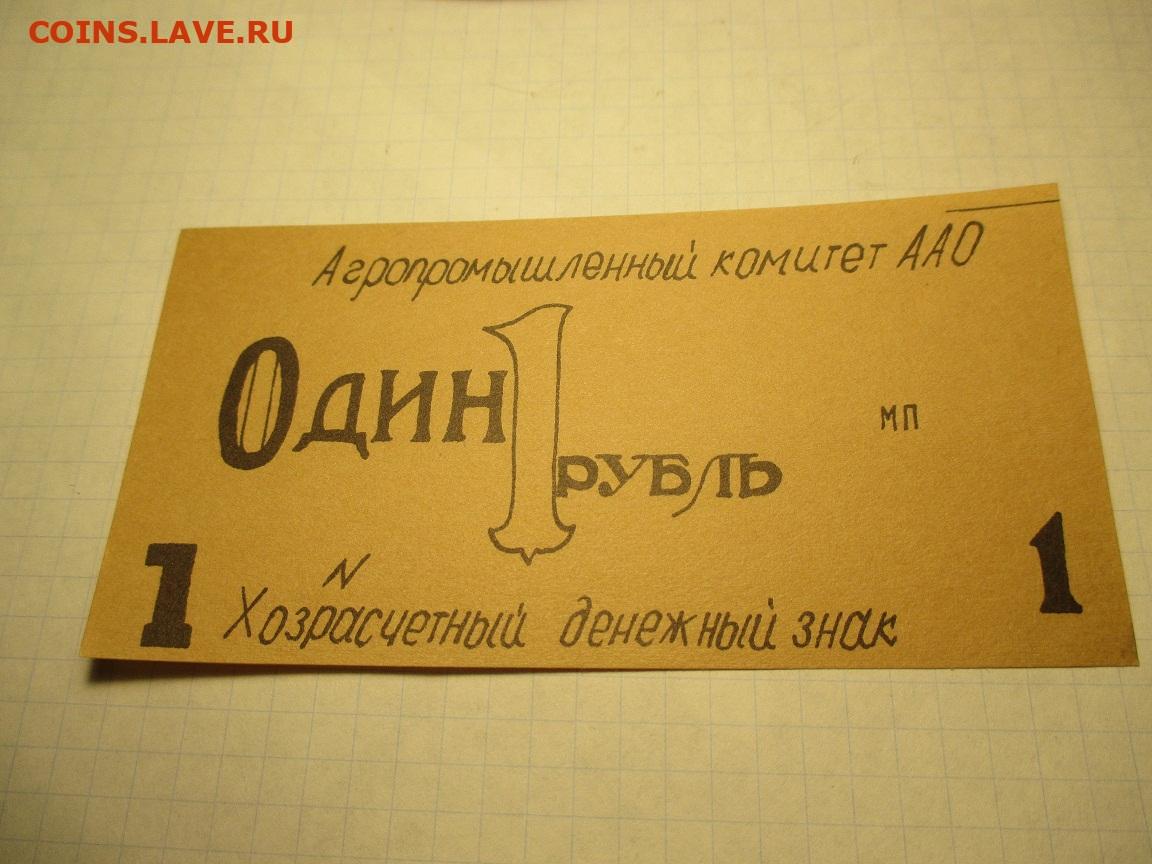 COINS.LAVE.RU
Агропромышленный комитет ААО
Один 1 рубль
мп
1 1
N
Хозрасчетный денежный знак